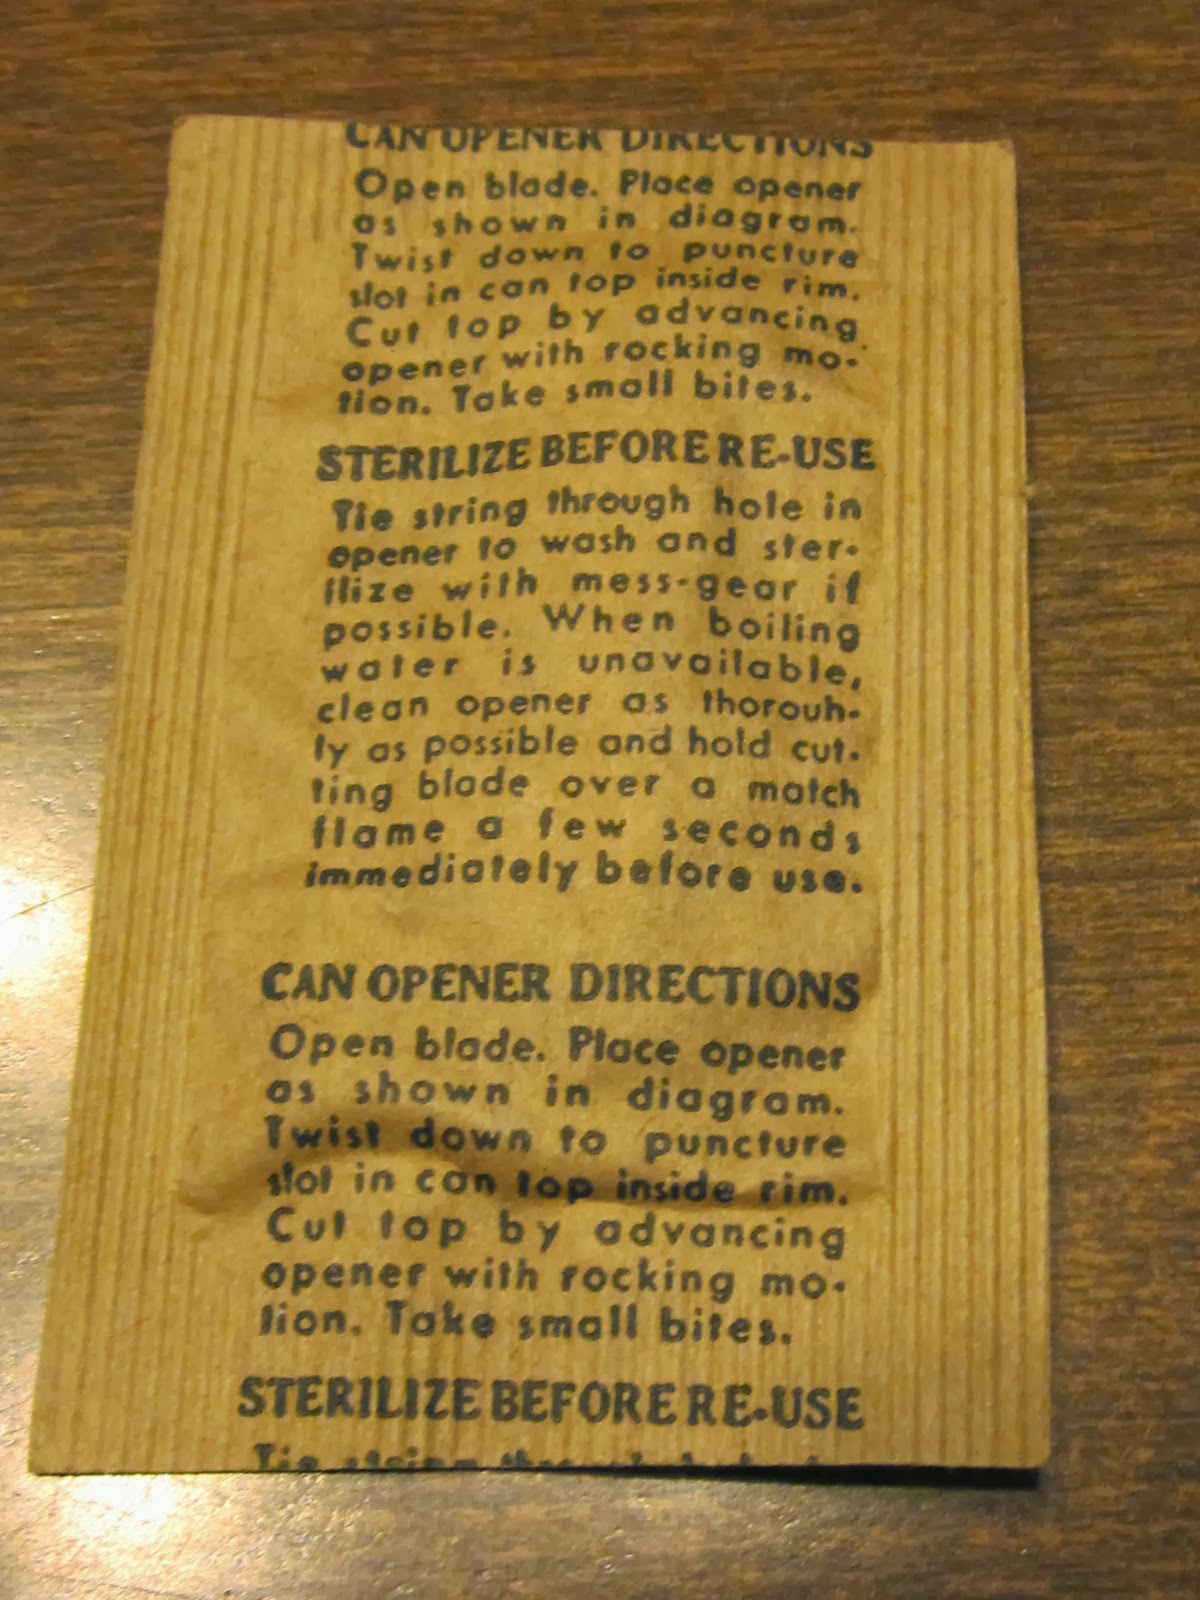 CAN OPENER DIRECTIONS
Open blade. Place opener
as shown in diagram.
Twist down to puncture
slot in can top inside rim.
Cut top by advancing
opener with rocking mo-
tion. Take small bites.
STERILIZE BEFORE RE-USE
Tie string through hole in
opener to wash and ster-
ilize with mess-gear if
possible. When boiling
water is unavailable,
clean opener as thorouh-
ly as possible and hold cut-
ting blade over a match
flame a few seconds
immediately before use.
CAN OPENER DIRECTIONS
Open blade. Place opener
as shown in diagram.
Twist down to puncture
slot in can top inside rim.
Cut top by advancing
opener with rocking mo-
tion. Take small bites.
STERILIZE BEFORE RE-USE
Tie string through hole in